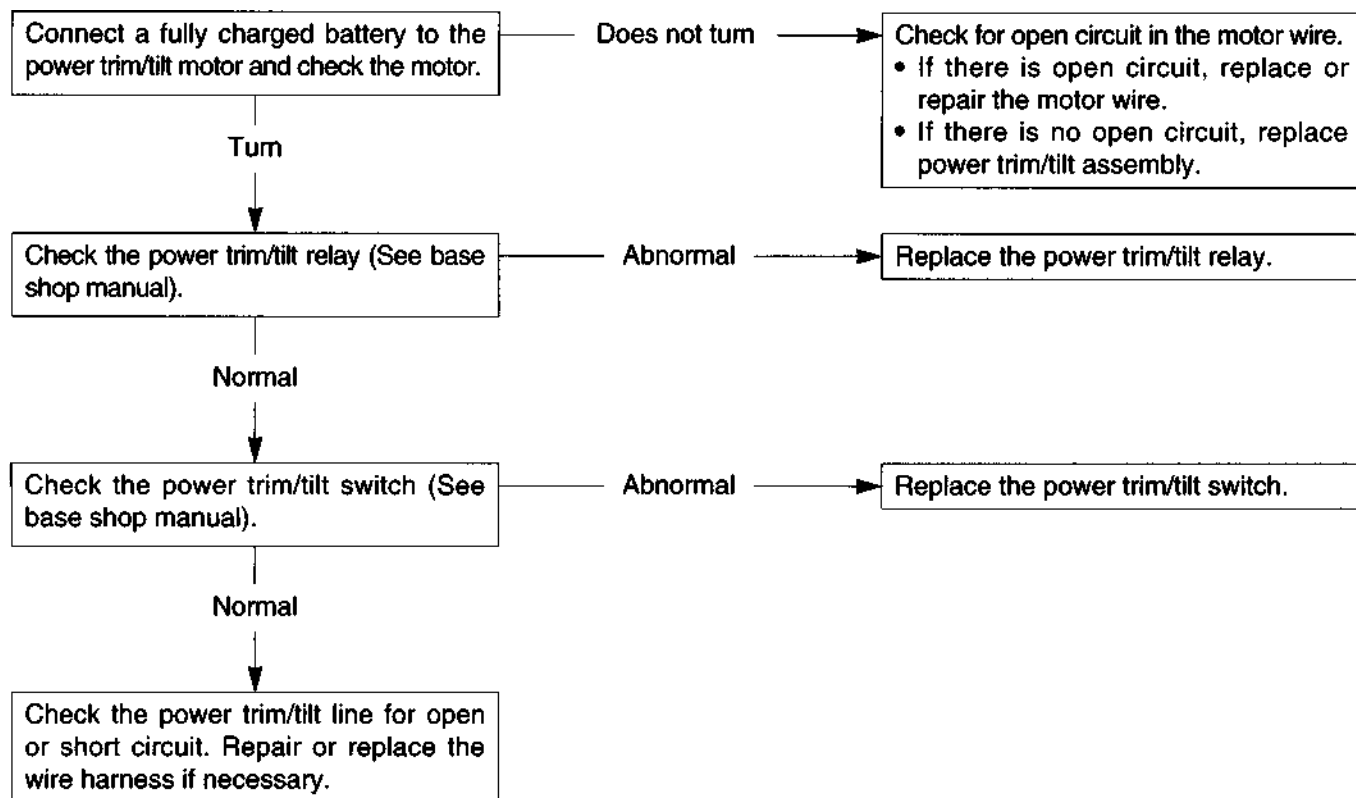 Connect a fully charged battery to the
power trim/tilt motor and check the motor.
Does not turn
Check for open circuit in the motor wire.
• If there is open circuit, replace or
repair the motor wire.
• If there is no open circuit, replace
power trim/tilt assembly.
Turn
Check the power trim/tilt relay (See base
shop manual).
Abnormal
Replace the power trim/tilt relay.
Normal
Check the power trim/tilt switch (See
base shop manual).
Abnormal
Replace the power trim/tilt switch.
Normal
Check the power trim/tilt line for open
or short circuit. Repair or replace the
wire harness if necessary.